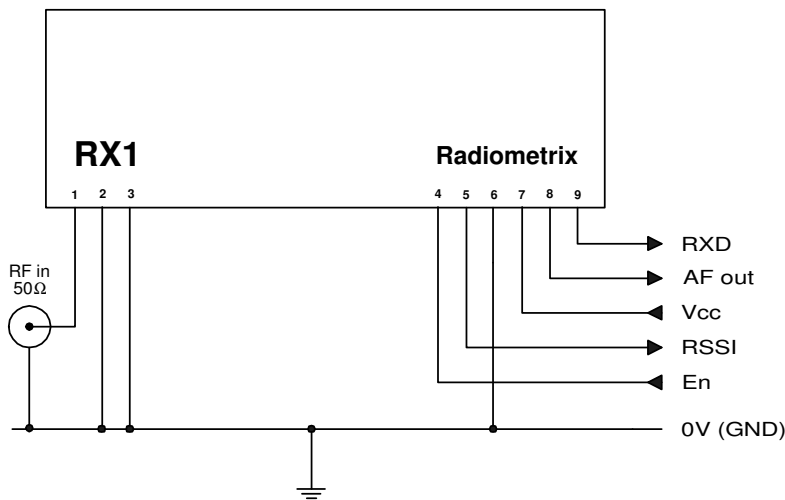 RX1
Radiometrix
1 2 3 4 5 6 7 8 9
RF in
50Ω
RXD
AF out
Vcc
RSSI
En
0V (GND)